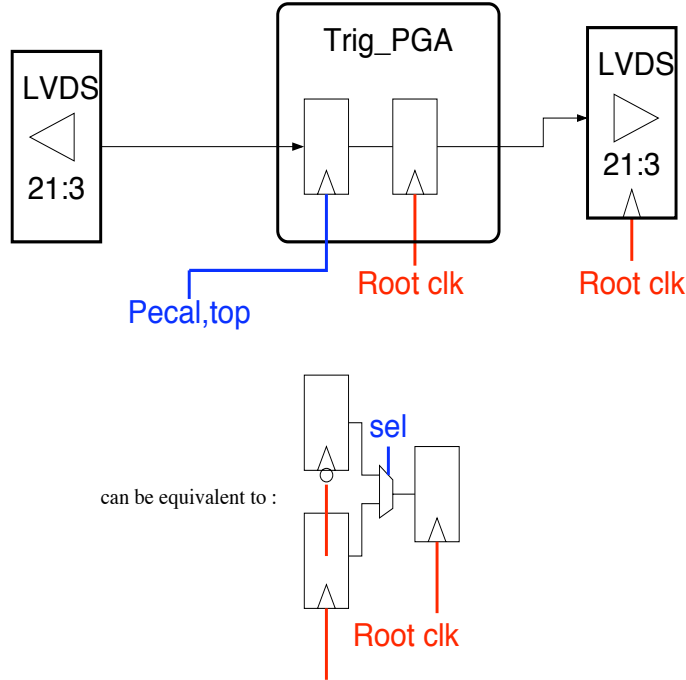 Trig_PGA
LVDS
21:3
LVDS
21:3
Pecal,top
Root clk
Root clk
sel
can be equivalent to :
Root clk